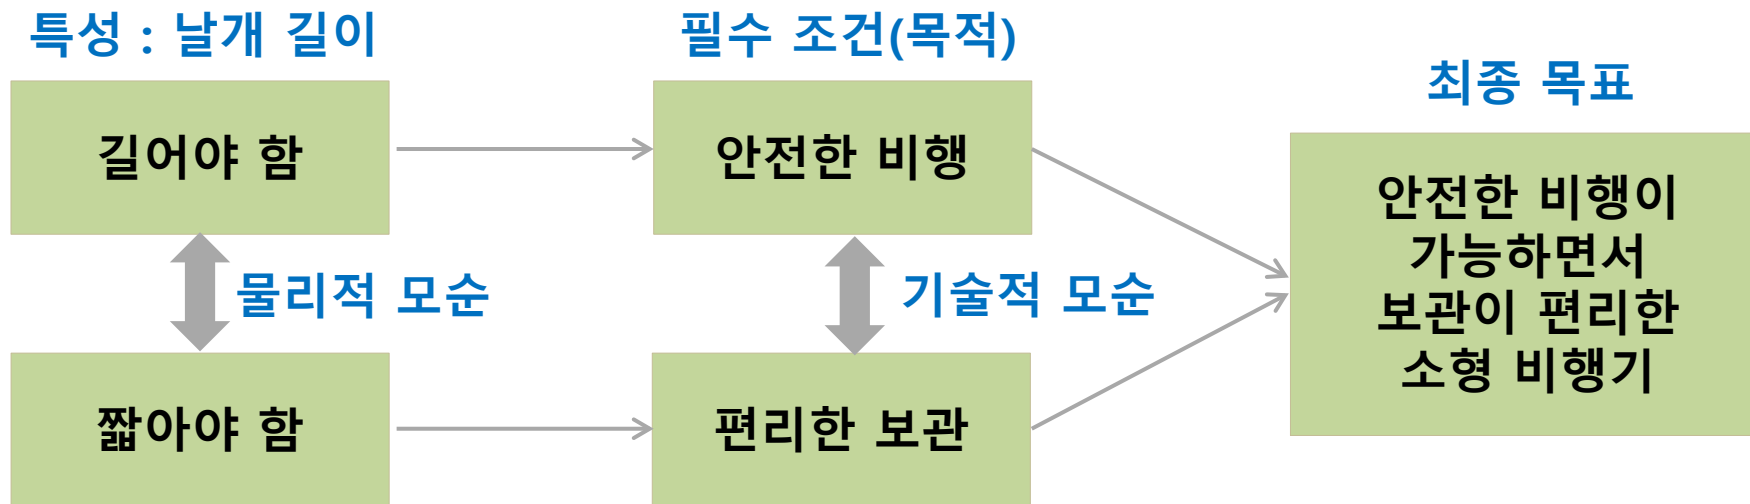 특성 : 날개 길이
필수 조건(목적)
최종 목표
길어야 함
안전한 비행
안전한 비행이
가능하면서
보관이 편리한
소형 비행기
물리적 모순
기술적 모순
짧아야 함
편리한 보관